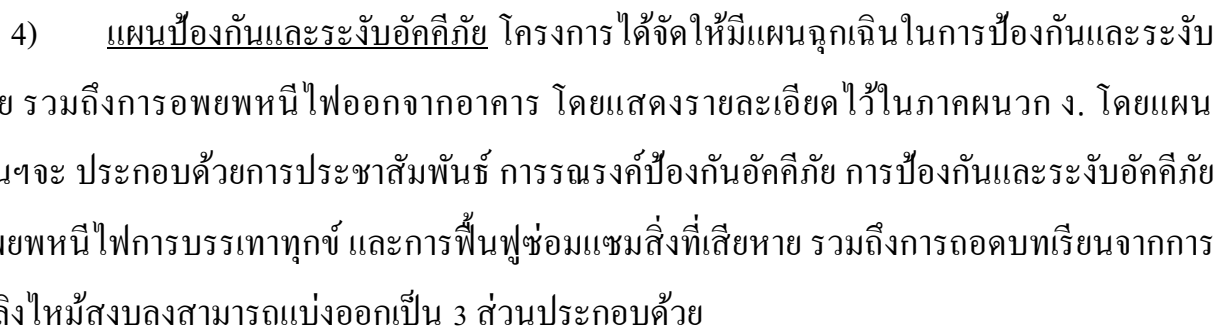 4) แผนป้องกันและระงับอัคคีภัย โครงการได้จัดให้มีแผนฉุกเฉินในการป้องกันและระงับ
ย รวมถึงการอพยพหนีไฟออกจากอาคาร โดยแสดงรายละเอียดไว้ในภาคผนวก ง. โดยแผน
นฯจะ ประกอบด้วยการประชาสัมพันธ์ การรณรงค์ป้องกันอัคคีภัย การป้องกันและระงับอัคคีภัย
พยพหนีไฟการบรรเทาทุกข์ และการฟื้นฟูซ่อมแซมสิ่งที่เสียหาย รวมถึงการถอดบทเรียนจากการ
ลิงไหม้สงบลงสามารถแบ่งออกเป็น 3 ส่วนประกอบด้วย